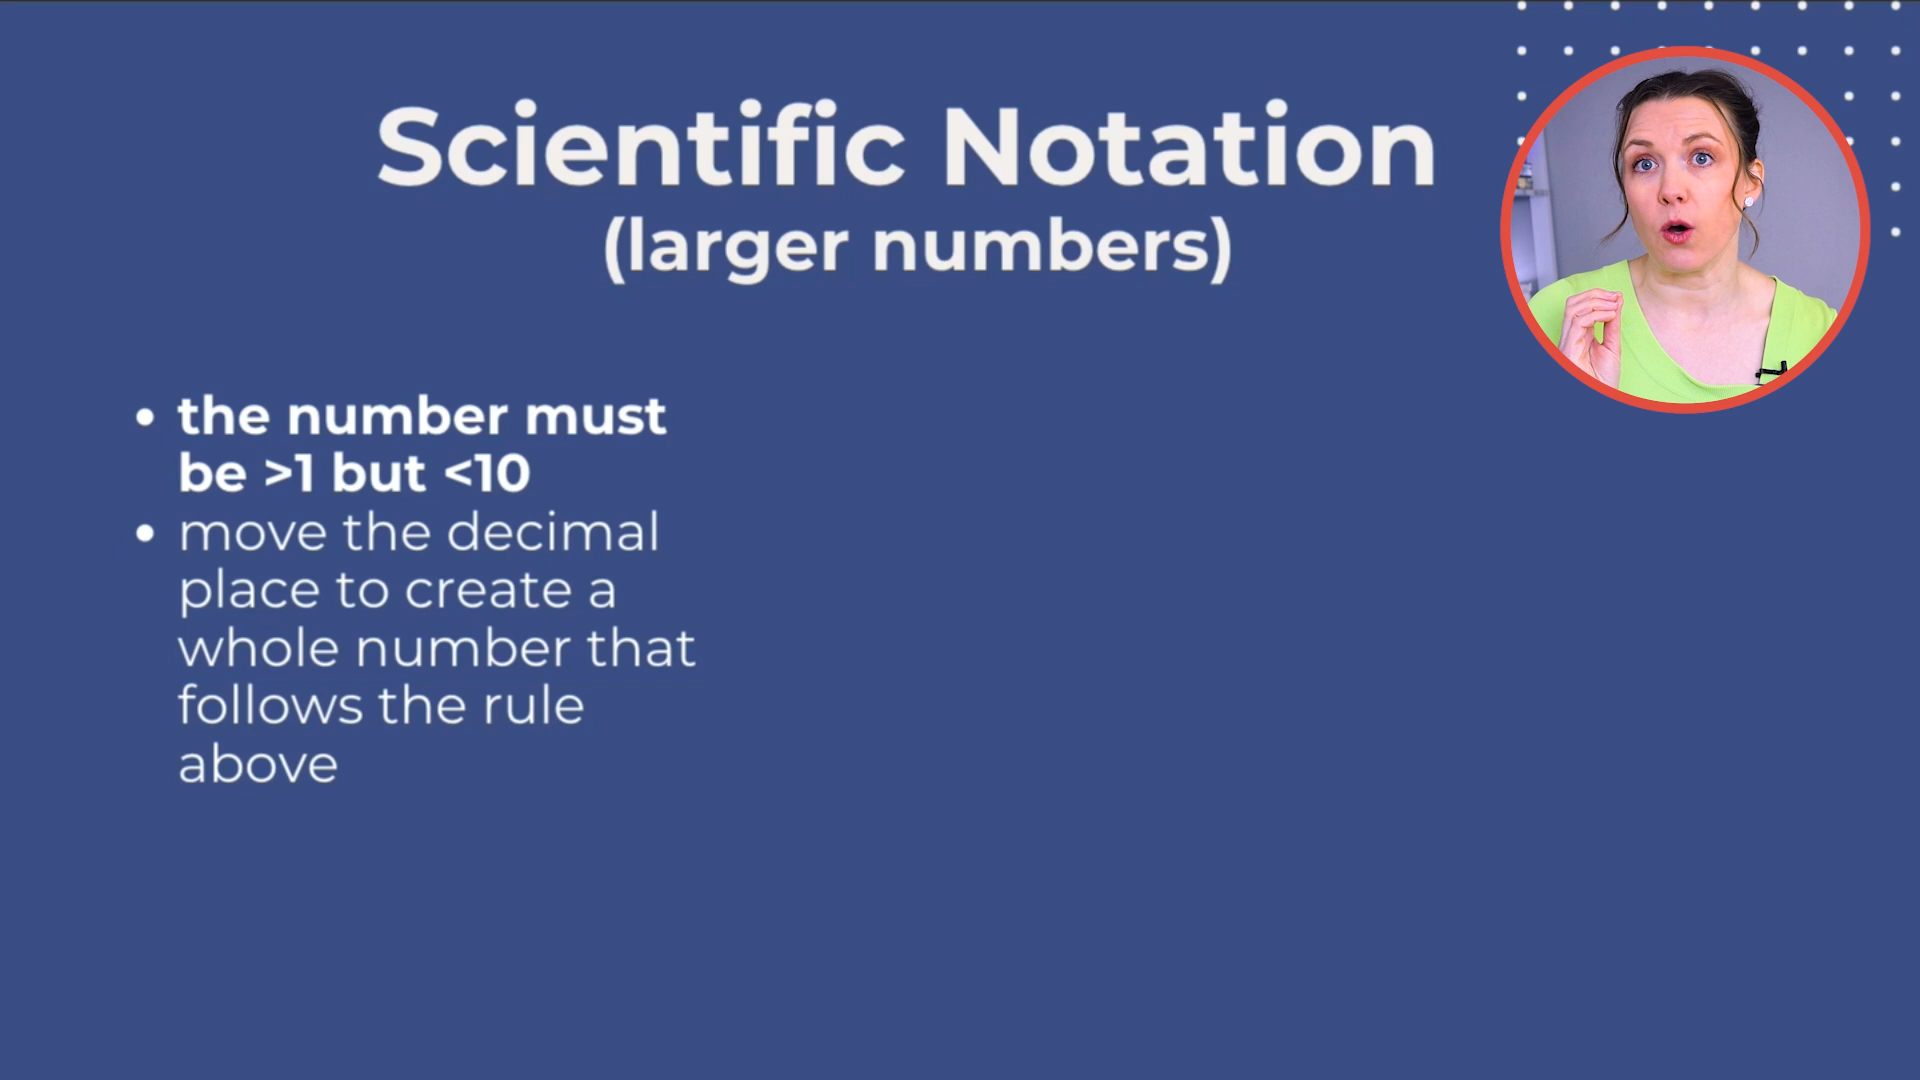 Scientific Notation
(larger numbers)
• the number must
be >1 but <10
• move the decimal
place to create a
whole number that
follows the rule
above